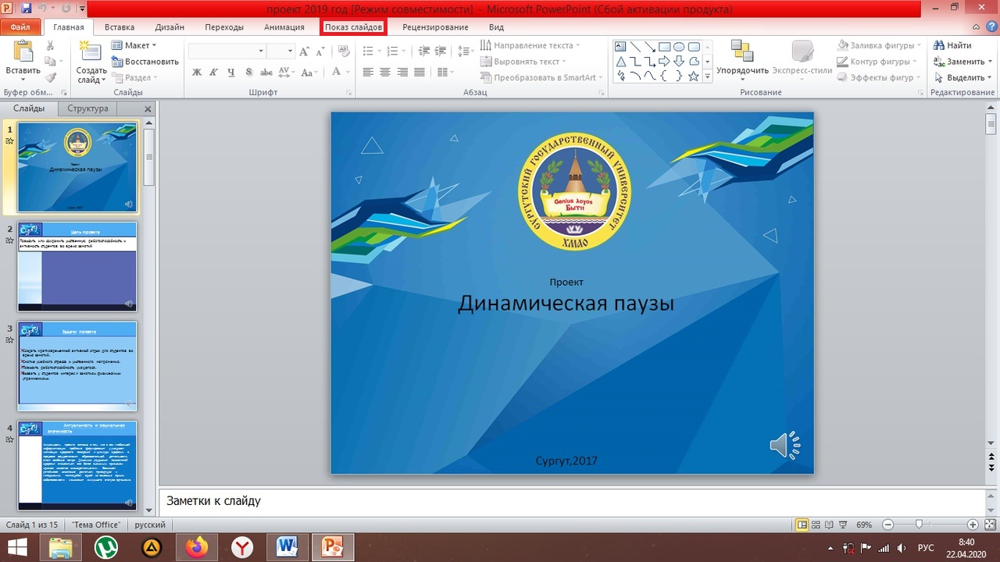 проект 2019 год [Режим совместимости] - Microsoft PowerPoint (Сбой активации продукта)
Файл Главная Вставка Дизайн Переходы Анимация Показ слайдов Рецензирование Вид
Вставить
Создать слайд
Макет
Восстановить
Раздел
Ж К Ч S abc AV Aa А
Направление текста
Выровнять текст
Преобразовать в SmartArt
Упорядочить
Экспресс-стили
Заливка фигуры
Контур фигуры
Эффекты фигур
Найти
Заменить
Выделить
Буфер обм... Слайды Шрифт Абзац Рисование Редактирование
Слайды Структура
1
Проект
Динамическая паузы
Сургут,2017
2
Цель проекта
Повысить или сохранить умственную работоспособность и
активность студентов во время занятий
3
Задачи проекта
Создать кратковременный активный отдых для студентов во
время занятий.
Снятие учебного стресса и умственного напряжения.
Повысить работоспособность учащегося.
Вызвать у студентов интерес к занятиям физическими
упражнениями
4
Актуальность и социальная
значимость
СУРГУТСКИЙ ГОСУДАРСТВЕННЫЙ УНИВЕРСИТЕТ
Genius λογος
Быти
ХМАО
Проект
Динамическая паузы
Сургут,2017
Заметки к слайду
Слайд 1 из 15 "Тема Office" русский 69%
РУС
8:40
22.04.2020